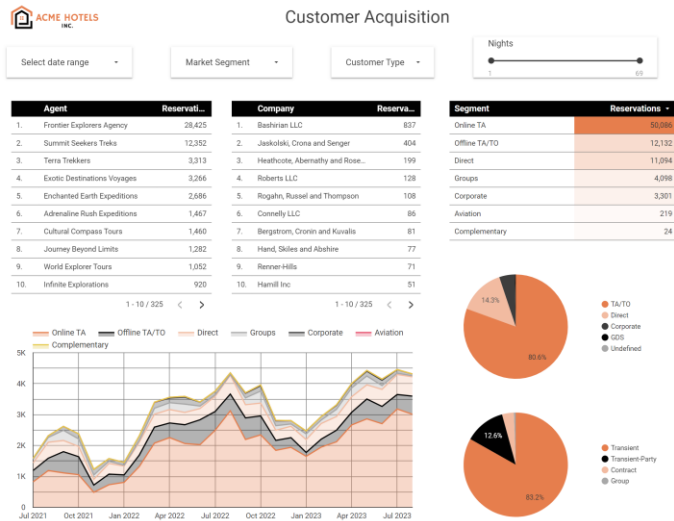 ACME HOTELS
INC.
Customer Acquisition
Select date range
Market Segment
Customer Type
Nights
1
69
Agent Reservati...
1. Frontier Explorers Agency 28,425
2. Summit Seekers Treks 12,352
3. Terra Trekkers 3,313
4. Exotic Destinations Voyages 3,266
5. Enchanted Earth Expeditions 2,686
6. Adrenaline Rush Expeditions 1,467
7. Cultural Compass Tours 1,460
8. Journey Beyond Limits 1,282
9. World Explorer Tours 1,052
10. Infinite Explorations 920
1 - 10 / 325
Company Reserva...
1. Bashirian LLC 837
2. Jaskolski, Crona and Senger 404
3. Heathcote, Abernathy and Rose... 199
4. Roberts LLC 128
5. Rogahn, Russel and Thompson 108
6. Connelly LLC 86
7. Bergstrom, Cronin and Kuvalis 81
8. Hand, Skiles and Abshire 77
9. Renner-Hills 71
10. Hamill Inc 51
1 - 10 / 325
Segment Reservations
Online TA 50,086
Offline TA/TO 12,132
Direct 11,094
Groups 4,098
Corporate 3,301
Aviation 219
Complementary 24
Online TA
Offline TA/TO
Direct
Groups
Corporate
Aviation
Complementary
5K
4K
3K
2K
1K
0
Jul 2021
Oct 2021
Jan 2022
Apr 2022
Jul 2022
Oct 2022
Jan 2023
Apr 2023
Jul 2023
14.3%
80.6%
TA/TO
Direct
Corporate
GDS
Undefined
12.6%
83.2%
Transient
Transient-Party
Contract
Group